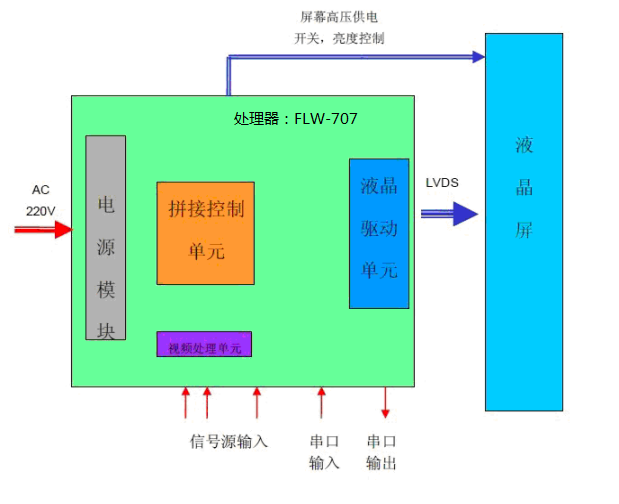 屏幕高压供电
开关，亮度控制
处理器：FLW-707
AC
220V
电
源
模
块
拼接控制
单元
视频处理单元
液晶
驱动
单元
LVDS
液
晶
屏
信号源输入
串口
输入
串口
输出